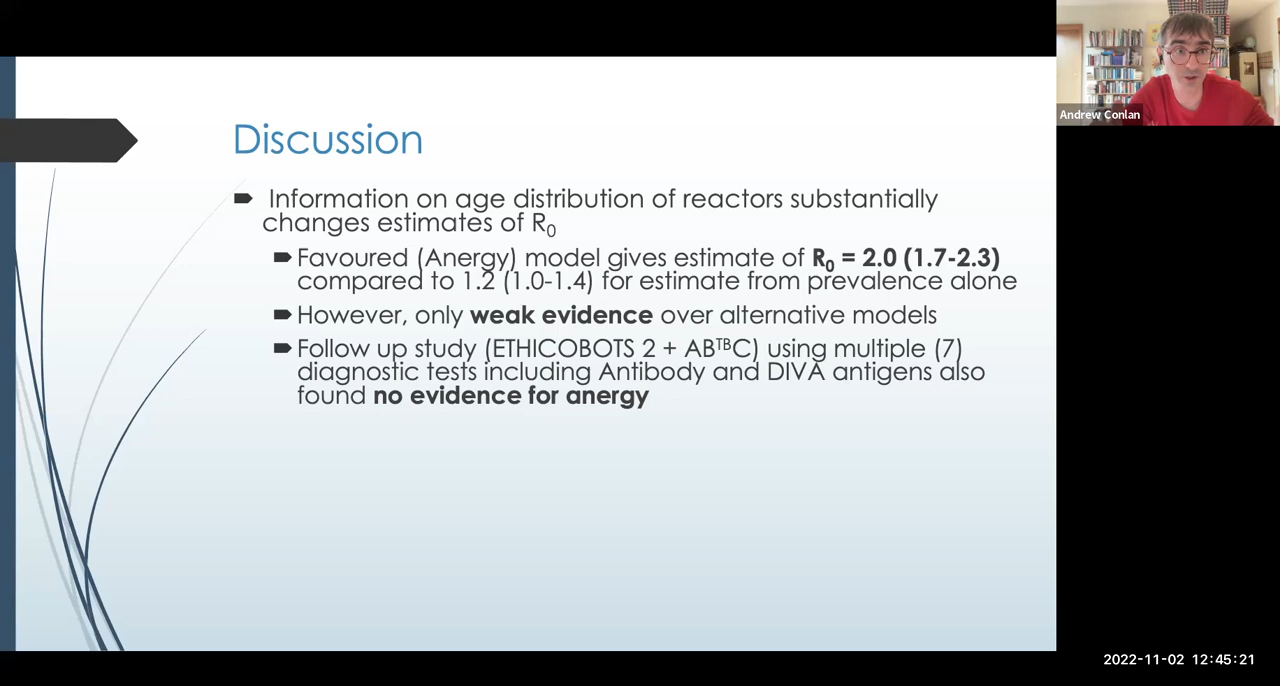 Andrew Conlan
Discussion
Information on age distribution of reactors substantially
changes estimates of R0
Favoured (Anergy) model gives estimate of R0 = 2.0 (1.7-2.3)
compared to 1.2 (1.0-1.4) for estimate from prevalence alone
However, only weak evidence over alternative models
Follow up study (ETHICOBOTS 2 + ABTBC) using multiple (7)
diagnostic tests including Antibody and DIVA antigens also
found no evidence for anergy
2022-11-02 12:45:21